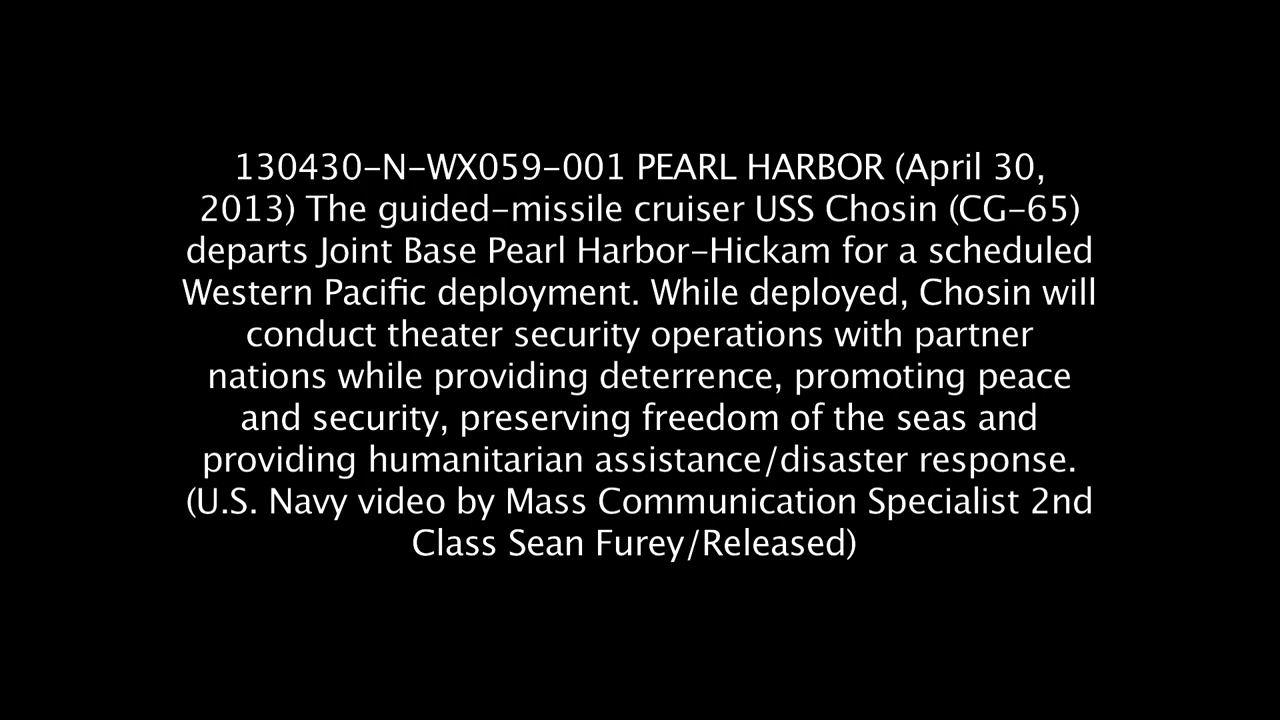 130430-N-WX059-001 PEARL HARBOR (April 30,
2013) The guided-missile cruiser USS Chosin (CG-65)
departs Joint Base Pearl Harbor-Hickam for a scheduled
Western Pacific deployment. While deployed, Chosin will
conduct theater security operations with partner
nations while providing deterrence, promoting peace
and security, preserving freedom of the seas and
providing humanitarian assistance/disaster response.
(U.S. Navy video by Mass Communication Specialist 2nd
Class Sean Furey/Released)